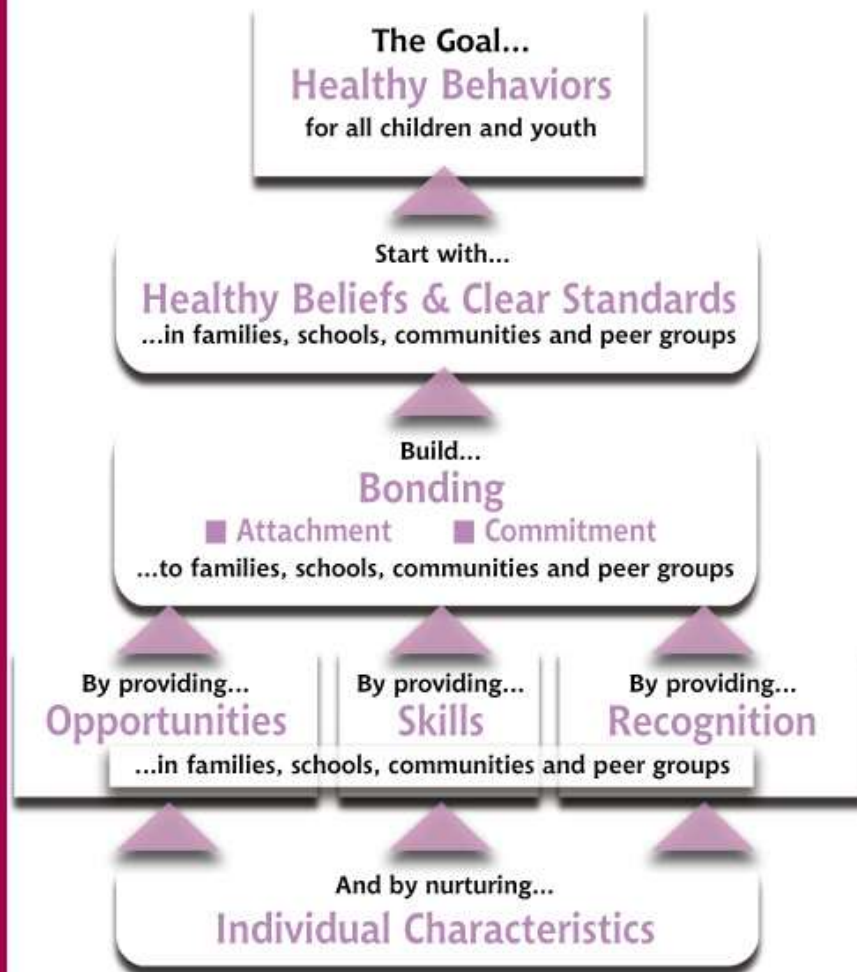 The Goal...
Healthy Behaviors
for all children and youth
Start with...
Healthy Beliefs & Clear Standards
...in families, schools, communities and peer groups
Build...
Bonding
■ Attachment ■ Commitment
...to families, schools, communities and peer groups
By providing...
Opportunities
By providing...
Skills
By providing...
Recognition
...in families, schools, communities and peer groups
And by nurturing...
Individual Characteristics